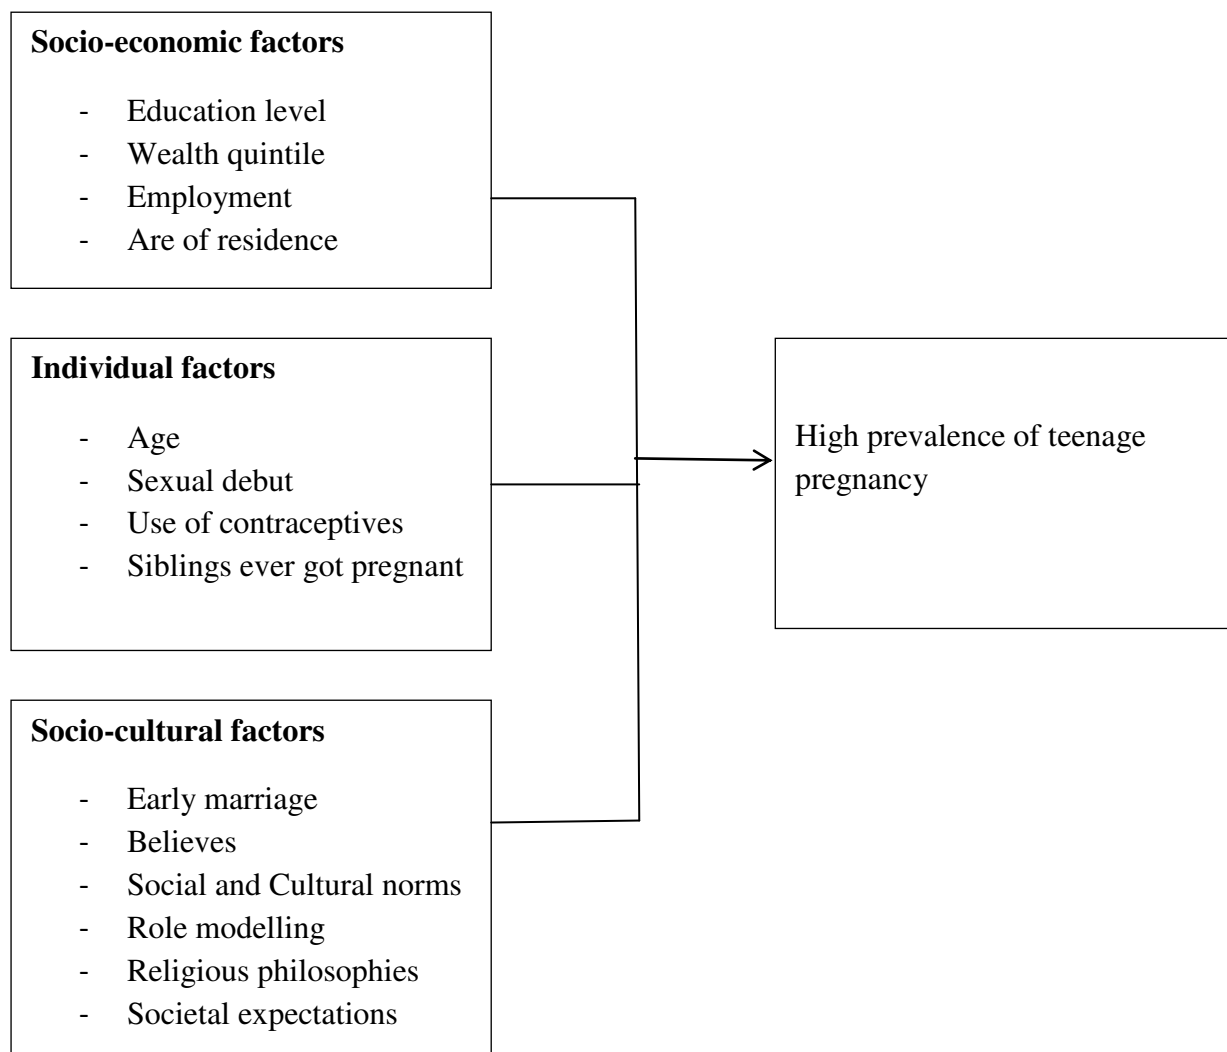 Socio-economic factors
- Education level
- Wealth quintile
- Employment
- Are of residence
Individual factors
- Age
- Sexual debut
- Use of contraceptives
- Siblings ever got pregnant
Socio-cultural factors
- Early marriage
- Believes
- Social and Cultural norms
- Role modelling
- Religious philosophies
- Societal expectations
High prevalence of teenage
pregnancy